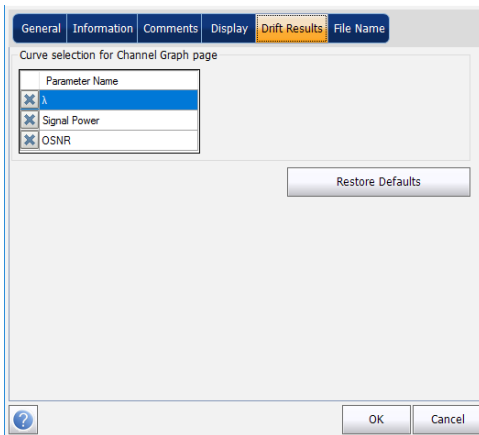 General Information Comments Display Drift Results File Name
Curve selection for Channel Graph page
Parameter Name
λ
Signal Power
OSNR
Restore Defaults
? OK Cancel